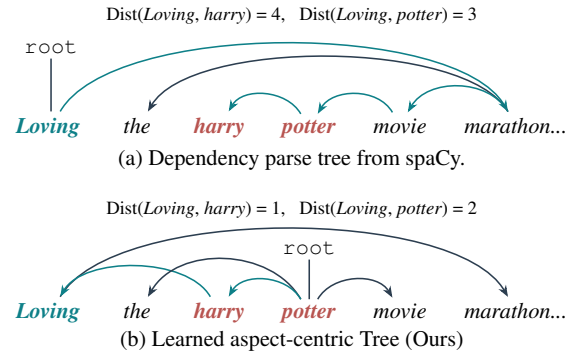 Dist(Loving, harry) = 4, Dist(Loving, potter) = 3
root
Loving the harry potter movie marathon...
(a) Dependency parse tree from spaCy.
Dist(Loving, harry) = 1, Dist(Loving, potter) = 2
root
Loving the harry potter movie marathon...
(b) Learned aspect-centric Tree (Ours)